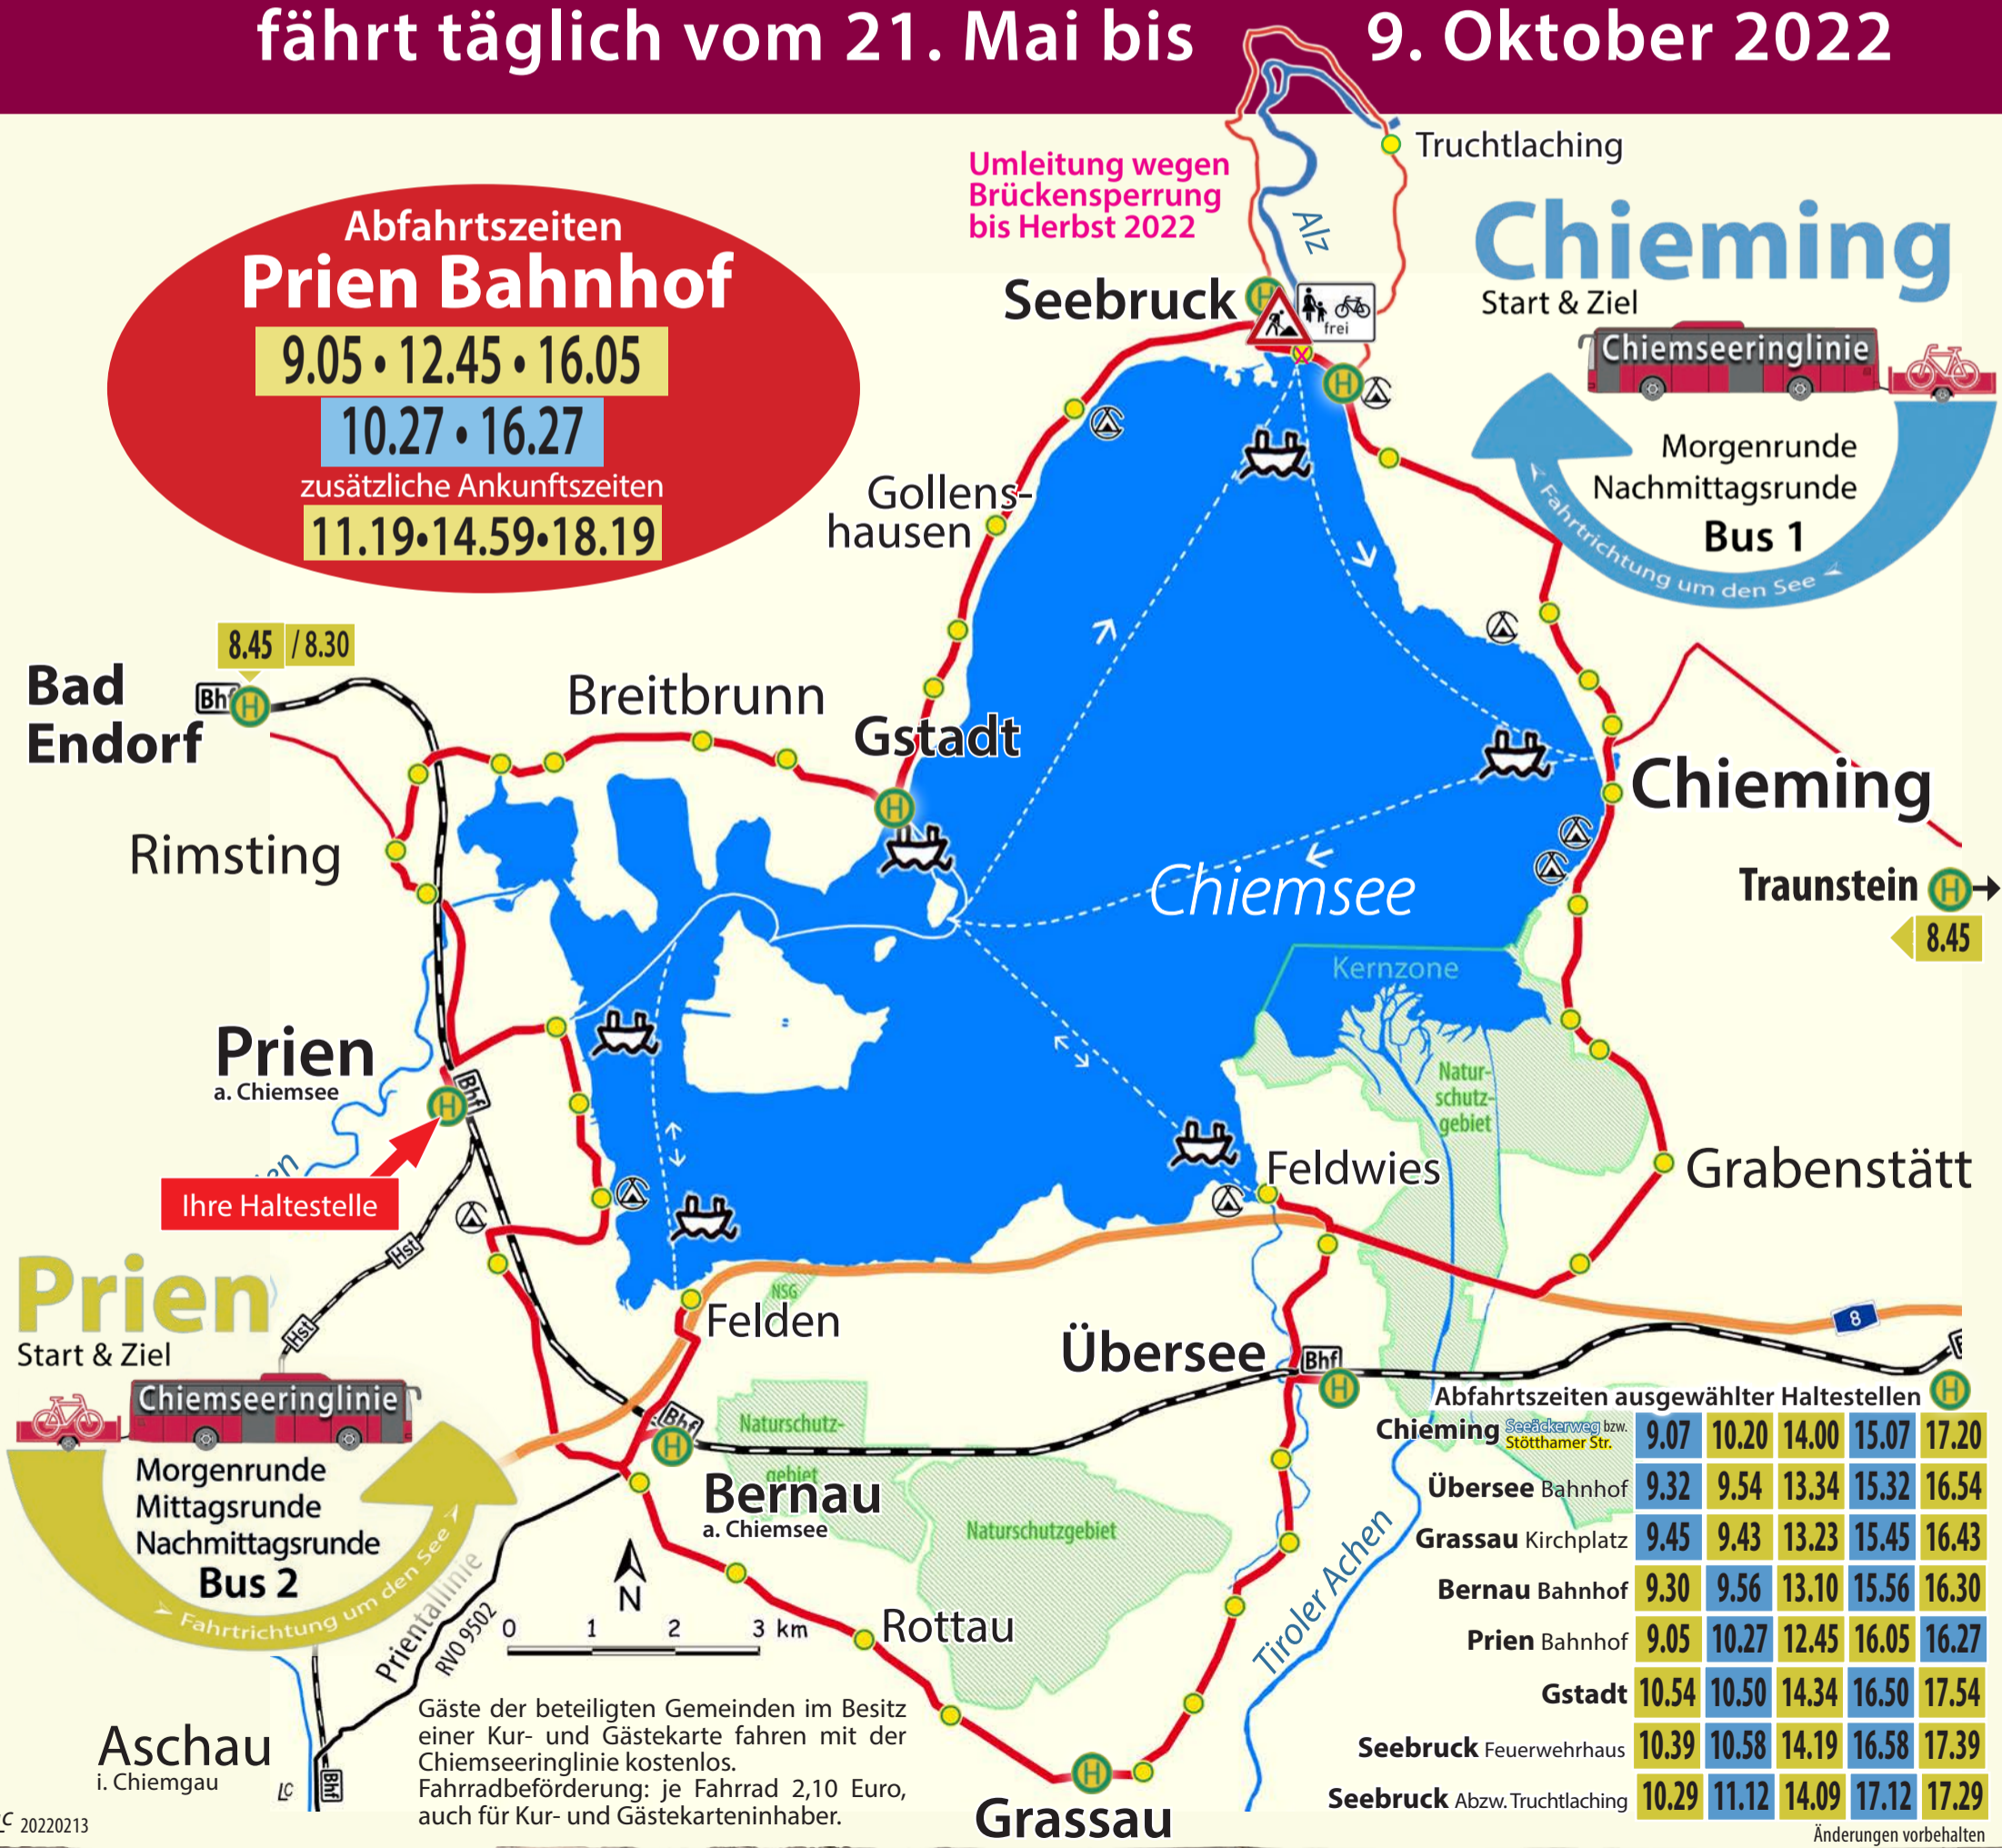 fährt täglich vom 21. Mai bis 9. Oktober 2022
Truchtlaching
Umleitung wegen
Brückensperrung
bis Herbst 2022
Alz
Abfahrtszeiten
Prien Bahnhof
9.05 • 12.45 • 16.05
10.27 • 16.27
zusätzliche Ankunftszeiten
11.19•14.59•18.19
Seebruck H
frei
H
Chieming
Start & Ziel
Chiemseeringlinie
Morgenrunde
Nachmittagsrunde
Bus 1
Fahrtrichtung um den See
Gollens-
hausen
8.45 / 8.30
Bad
Endorf
Bhf H
Breitbrunn
Gstadt
H
Rimsting
Chieming
Chiemsee
Traunstein H
8.45
Kernzone
Natur-
schutz-
gebiet
Prien
a. Chiemsee
Bhf
H
Ihre Haltestelle
Feldwies
Grabenstätt
Hst
Hst
Prien
Start & Ziel
Chiemseeringlinie
Morgenrunde
Mittagsrunde
Nachmittagsrunde
Bus 2
Fahrtrichtung um den See
NSG
Felden
8
Übersee Bhf
H
Bhf
H
Naturschutz-
gebiet
Bernau
a. Chiemsee
Naturschutzgebiet
Tiroler Achen
N
0 1 2 3 km
Rottau
Prientallinie
Prientallinie
RVO 9502
Aschau
i. Chiemgau
LC
Bhf
Gäste der beteiligten Gemeinden im Besitz
einer Kur- und Gästekarte fahren mit der
Chiemseeringlinie kostenlos.
Fahrradbeförderung: je Fahrrad 2,10 Euro,
auch für Kur- und Gästekarteninhaber.
H
Grassau
Abfahrtszeiten ausgewählter Haltestellen H
Chieming Seeäckerweg bzw. Stötthamer Str. 9.07 10.20 14.00 15.07 17.20
Übersee Bahnhof 9.32 9.54 13.34 15.32 16.54
Grassau Kirchplatz 9.45 9.43 13.23 15.45 16.43
Bernau Bahnhof 9.30 9.56 13.10 15.56 16.30
Prien Bahnhof 9.05 10.27 12.45 16.05 16.27
Gstadt 10.54 10.50 14.34 16.50 17.54
Seebruck Feuerwehrhaus 10.39 10.58 14.19 16.58 17.39
Seebruck Abzw. Truchtlaching 10.29 11.12 14.09 17.12 17.29
Änderungen vorbehalten
20220213